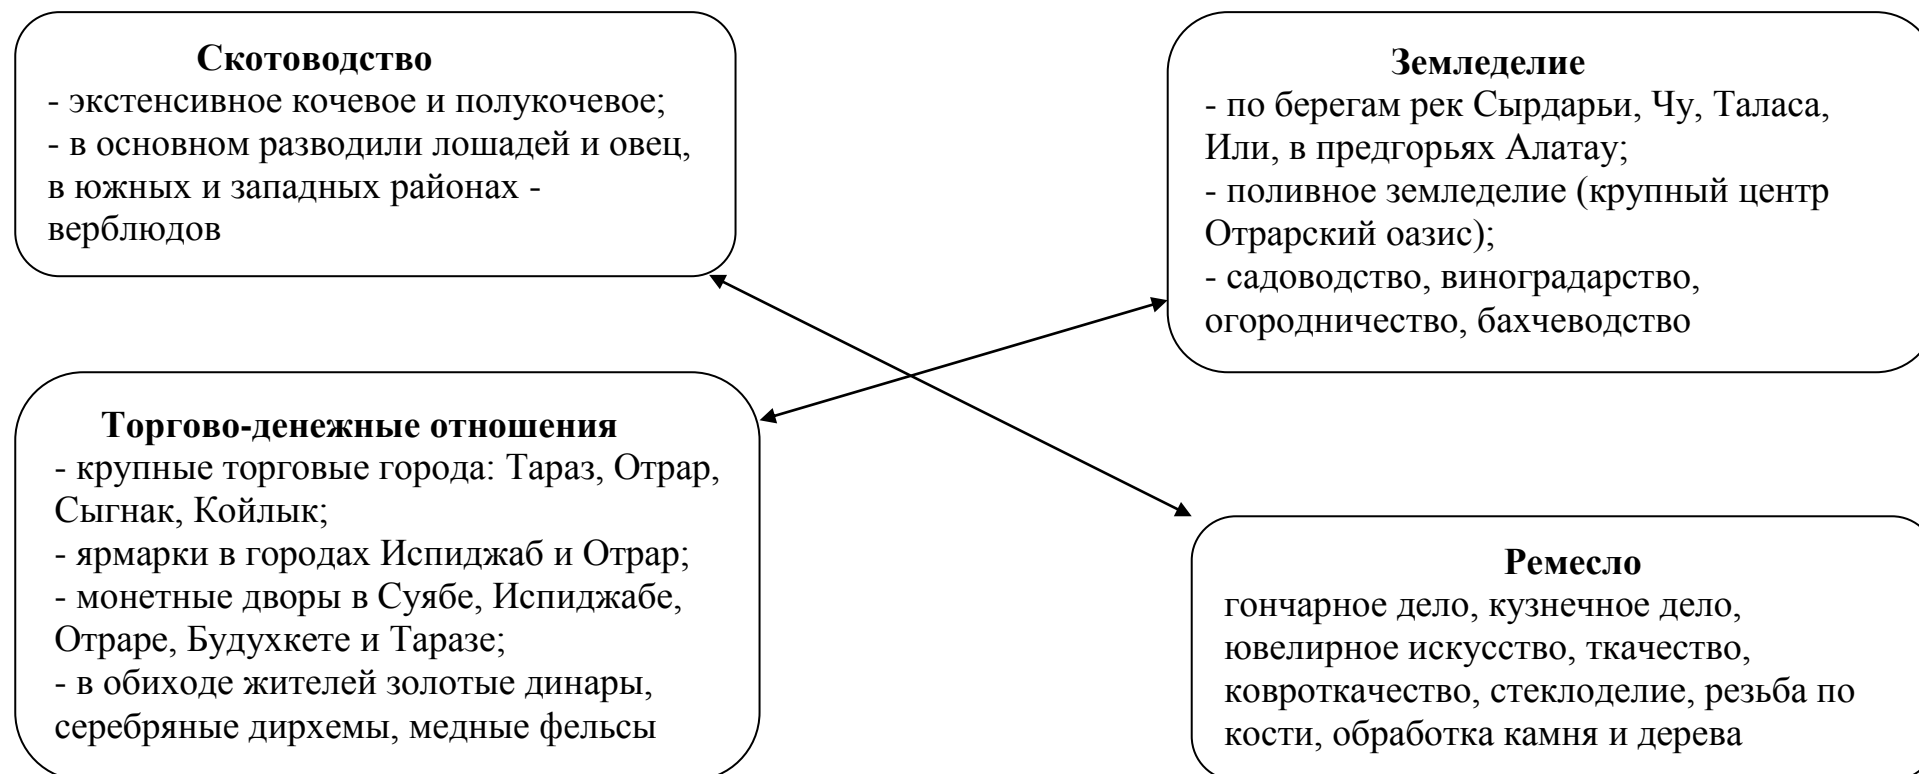 Скотоводство
- экстенсивное кочевое и полукочевое;
- в основном разводили лошадей и овец,
в южных и западных районах -
верблюдов
Земледелие
- по берегам рек Сырдарьи, Чу, Таласа,
Или, в предгорьях Алатау;
- поливное земледелие (крупный центр
Отрарский оазис);
- садоводство, виноградарство,
огородничество, бахчеводство
Торгово-денежные отношения
- крупные торговые города: Тараз, Отрар,
Сыгнак, Койлык;
- ярмарки в городах Испиджаб и Отрар;
- монетные дворы в Суябе, Испиджабе,
Отраре, Будухкете и Таразе;
- в обиходе жителей золотые динары,
серебряные дирхемы, медные фельсы
Ремесло
гончарное дело, кузнечное дело,
ювелирное искусство, ткачество,
ковроткачество, стеклоделие, резьба по
кости, обработка камня и дерева